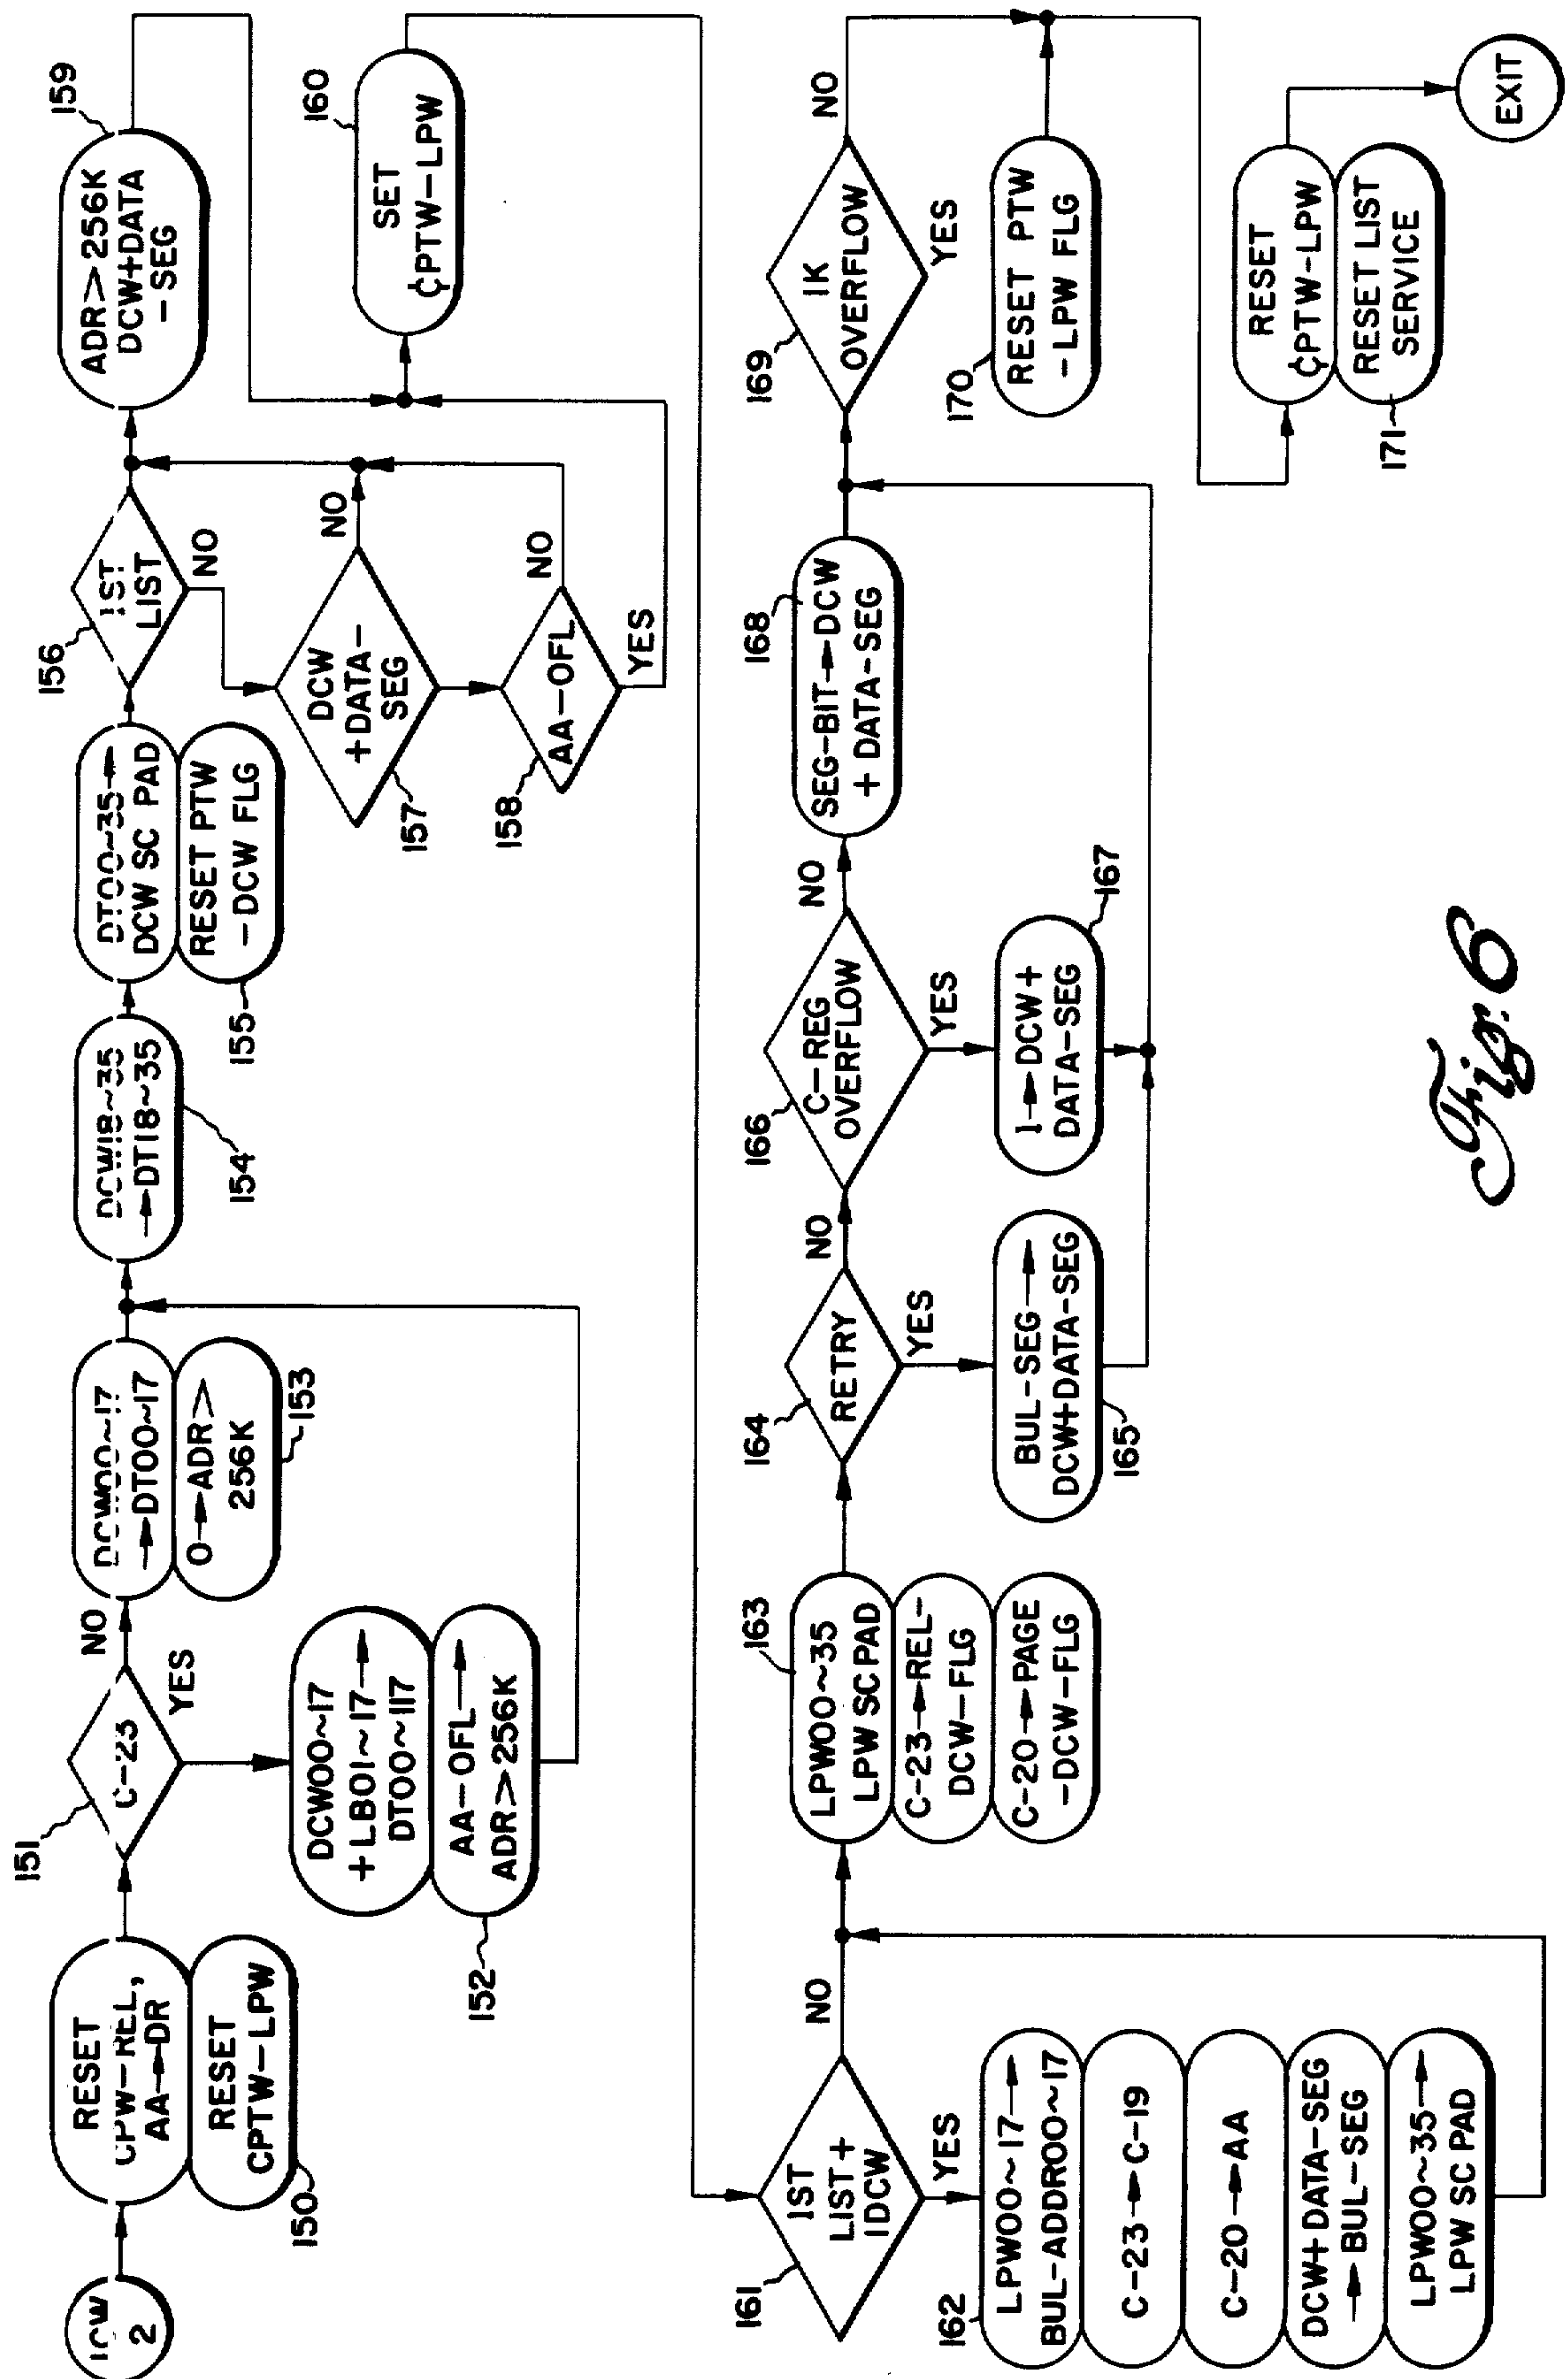 ICW
2
RESET
CPW-REL,
AA→DR
RESET
CPTW-LPW
150
C-23
151
NO
YES
DCW00~17
→DT00~17
0→ADR>
256K
153
DCW00~17
+LB01~17→
DT00~117
AA-OFL→
ADR>256K
152
DCW18~35
→DT18~35
154
DT00~35→
DCW SC PAD
RESET PTW
-DCW FLG
155
1ST
LIST
156
NO
DCW
+DATA-
SEG
157
NO
AA-OFL
158
NO
YES
ADR>256K
DCW+DATA
-SEG
159
SET
¢PTW-LPW
160
1ST
LIST+
IDCW
161
NO
YES
LPW00~17→
BUL-ADDR00~17
C-23→C-19
C-20→AA
DCW+DATA-SEG
→BUL-SEG
LPW00~35→
LPW SC PAD
162
LPW00~35
LPW SC PAD
C-23→REL-
DCW-FLG
C-20→PAGE
-DCW-FLG
163
RETRY
164
NO
YES
BUL-SEG→
DCW+DATA-SEG
165
C-REG
OVERFLOW
166
NO
YES
1→DCW+
DATA-SEG
167
SEG-BIT→DCW
+DATA-SEG
168
1K
OVERFLOW
169
NO
YES
RESET PTW
-LPW FLG
170
RESET
¢PTW-LPW
RESET LIST
SERVICE
171
EXIT
Fig. 6